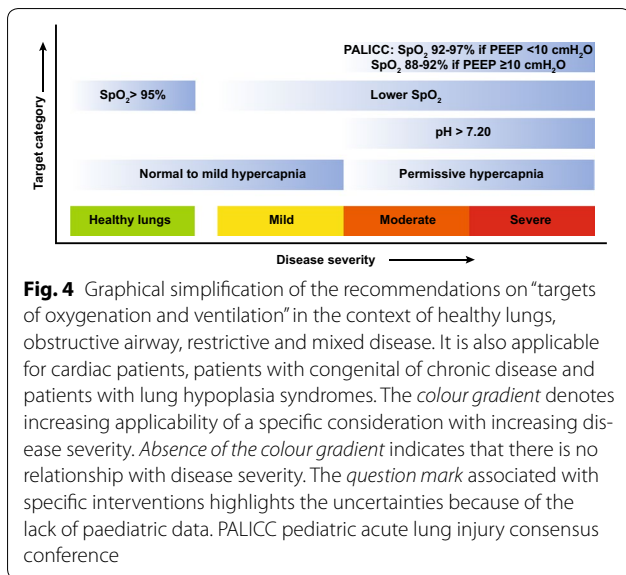 PALICC: SpO2 92-97% if PEEP <10 cmH2O
SpO2 88-92% if PEEP ≥10 cmH2O
SpO2> 95%
Lower SpO2
pH > 7.20
Normal to mild hypercapnia
Permissive hypercapnia
Target category
Healthy lungs
Mild
Moderate
Severe
Disease severity
Fig. 4 Graphical simplification of the recommendations on “targets
of oxygenation and ventilation” in the context of healthy lungs,
obstructive airway, restrictive and mixed disease. It is also applicable
for cardiac patients, patients with congenital of chronic disease and
patients with lung hypoplasia syndromes. The colour gradient denotes
increasing applicability of a specific consideration with increasing dis-
ease severity. Absence of the colour gradient indicates that there is no
relationship with disease severity. The question mark associated with
specific interventions highlights the uncertainties because of the
lack of paediatric data. PALICC pediatric acute lung injury consensus
conference